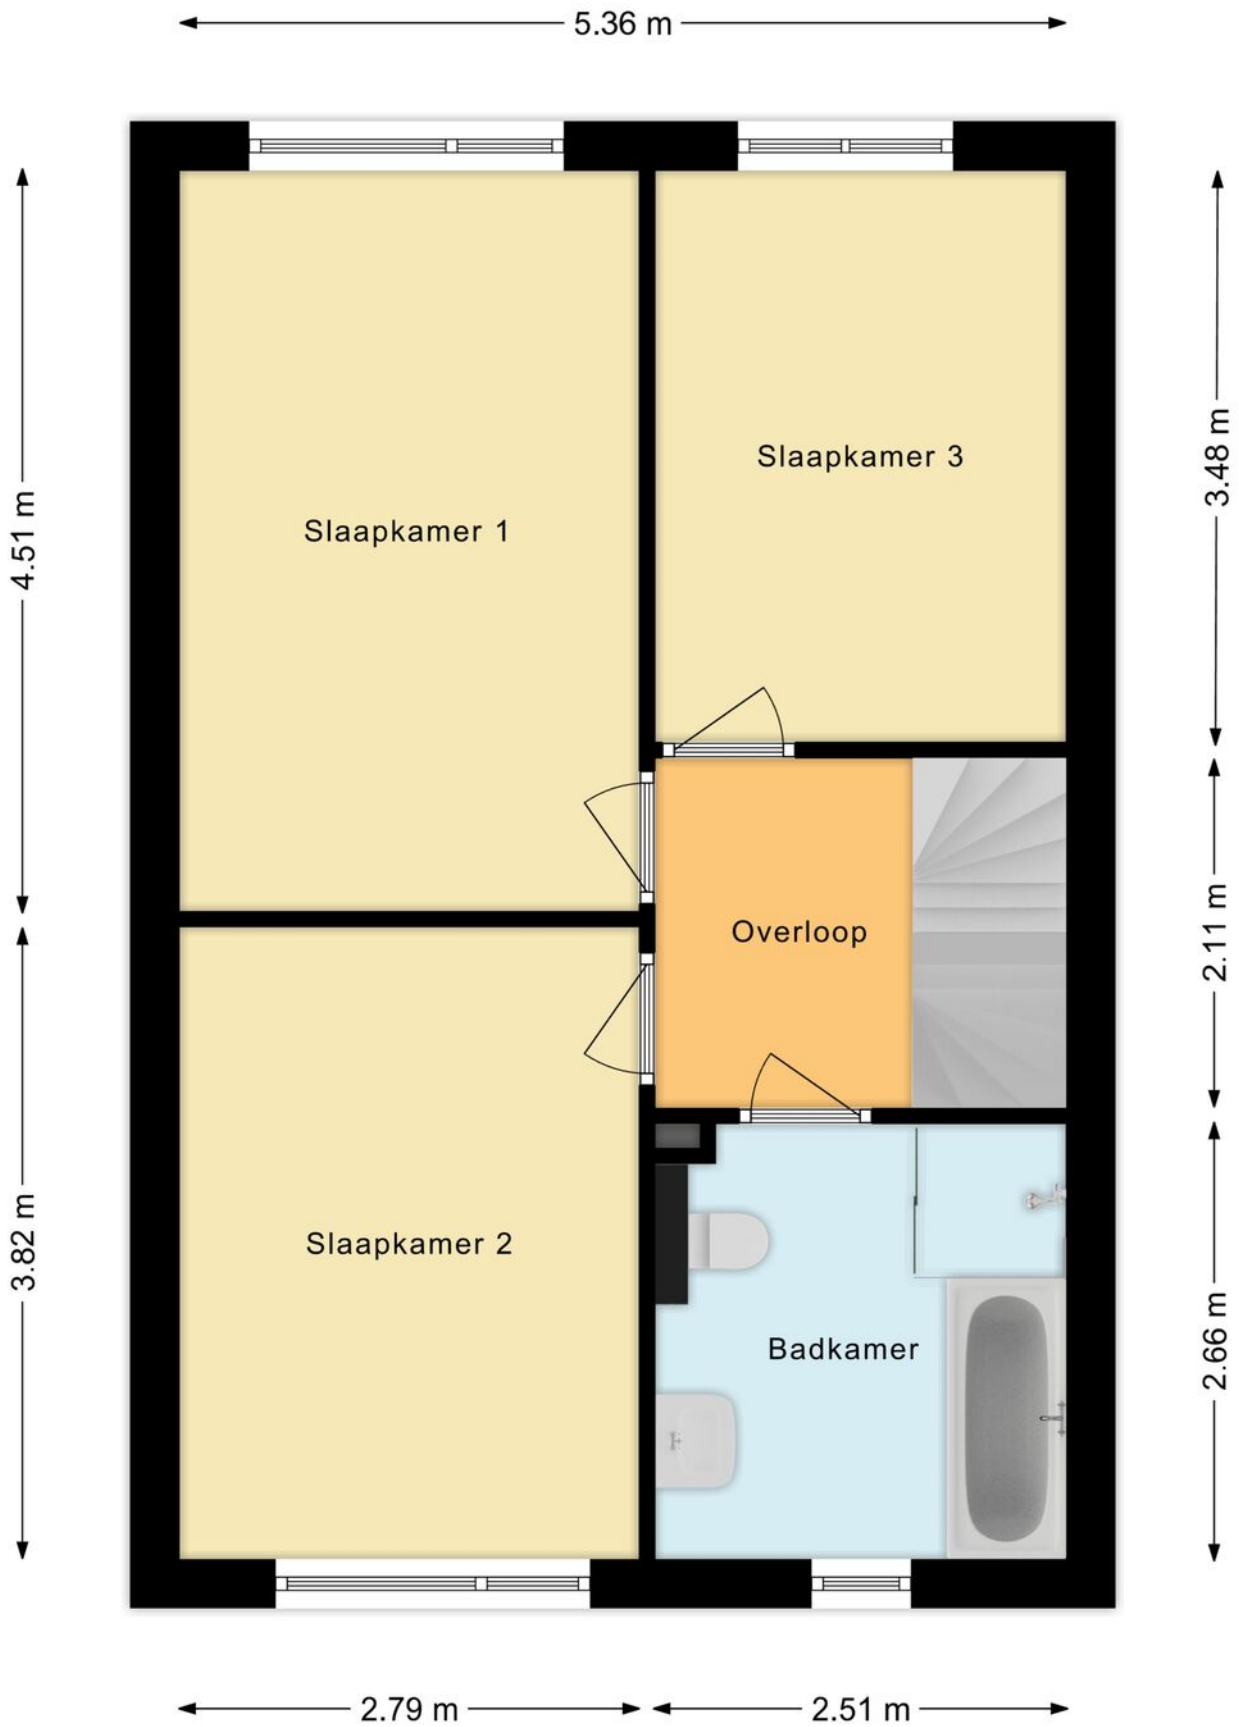 5.36 m
4.51 m
3.48 m
Slaapkamer 3
Slaapkamer 1
Overloop
2.11 m
3.82 m
Slaapkamer 2
Badkamer
2.66 m
2.79 m
2.51 m